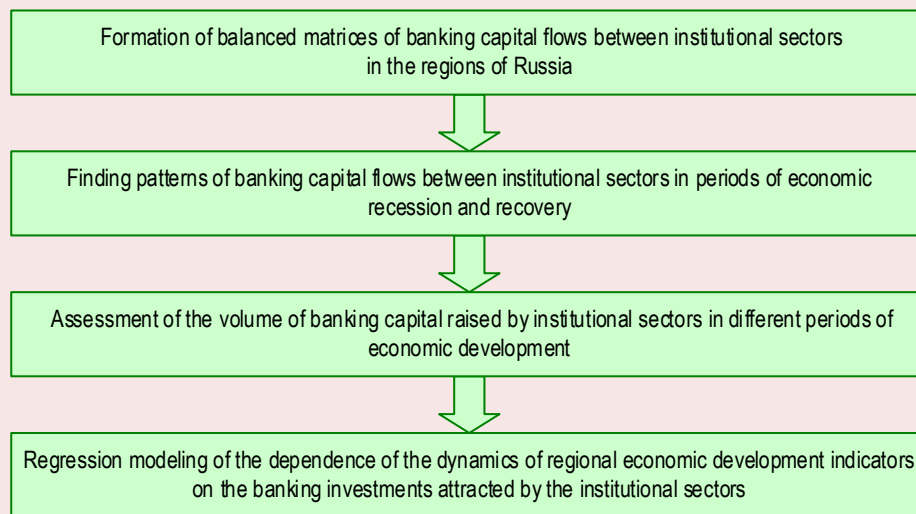 Formation of balanced matrices of banking capital flows between institutional sectors
in the regions of Russia
Finding patterns of banking capital flows between institutional sectors in periods of economic
recession and recovery
Assessment of the volume of banking capital raised by institutional sectors in different periods of
economic development
Regression modeling of the dependence of the dynamics of regional economic development indicators
on the banking investments attracted by the institutional sectors